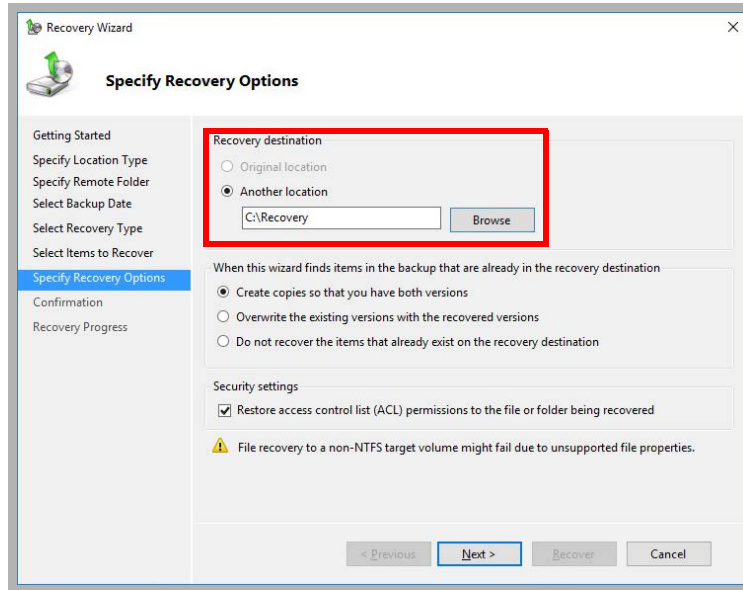 Recovery Wizard
Specify Recovery Options
Getting Started
Specify Location Type
Specify Remote Folder
Select Backup Date
Select Recovery Type
Select Items to Recover
Specify Recovery Options
Confirmation
Recovery Progress
Recovery destination
Original location
Another location
C:\Recovery
Browse
When this wizard finds items in the backup that are already in the recovery destination
Create copies so that you have both versions
Overwrite the existing versions with the recovered versions
Do not recover the items that already exist on the recovery destination
Security settings
Restore access control list (ACL) permissions to the file or folder being recovered
File recovery to a non-NTFS target volume might fail due to unsupported file properties.
< Previous
Next >
Recover
Cancel